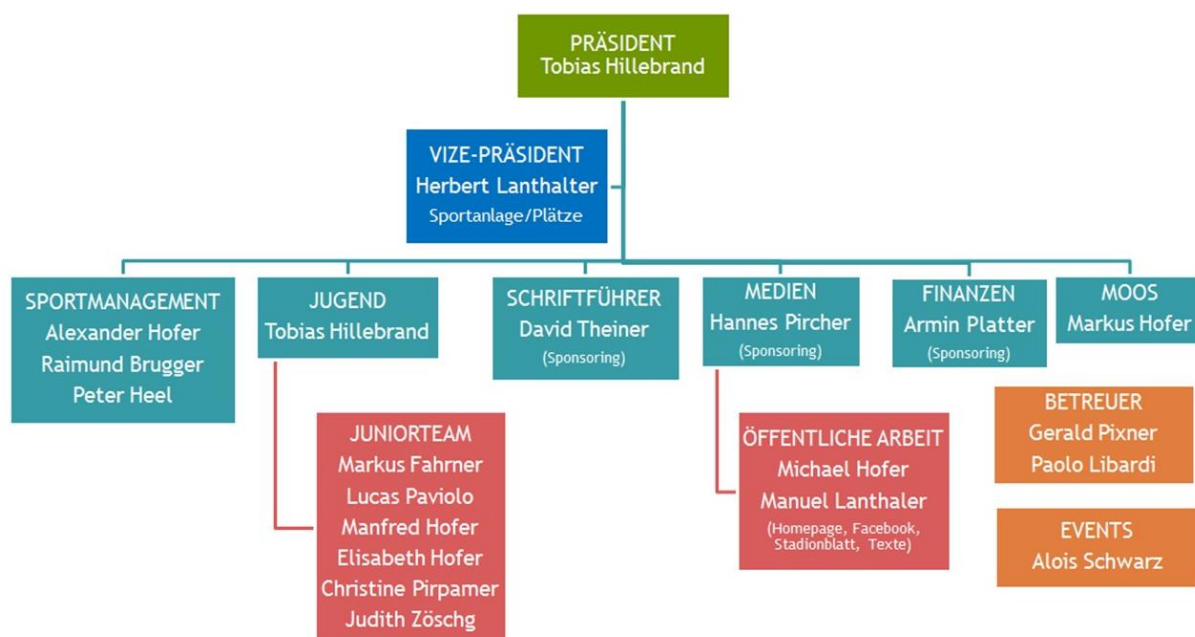 PRÄSIDENT
Tobias Hillebrand
VIZE-PRÄSIDENT
Herbert Lanthalter
Sportanlage/Plätze
SPORTMANAGEMENT
Alexander Hofer
Raimund Brugger
Peter Heel
JUGEND
Tobias Hillebrand
SCHRIFTFÜHRER
David Theiner
(Sponsoring)
MEDIEN
Hannes Pircher
(Sponsoring)
FINANZEN
Armin Platter
(Sponsoring)
MOOS
Markus Hofer
JUNIORTEAM
Markus Fahrner
Lucas Paviolo
Manfred Hofer
Elisabeth Hofer
Christine Pirpamer
Judith Zöschg
ÖFFENTLICHE ARBEIT
Michael Hofer
Manuel Lanthaler
(Homepage, Facebook,
Stadionblatt, Texte)
BETREUER
Gerald Pixner
Paolo Libardi
EVENTS
Alois Schwarz